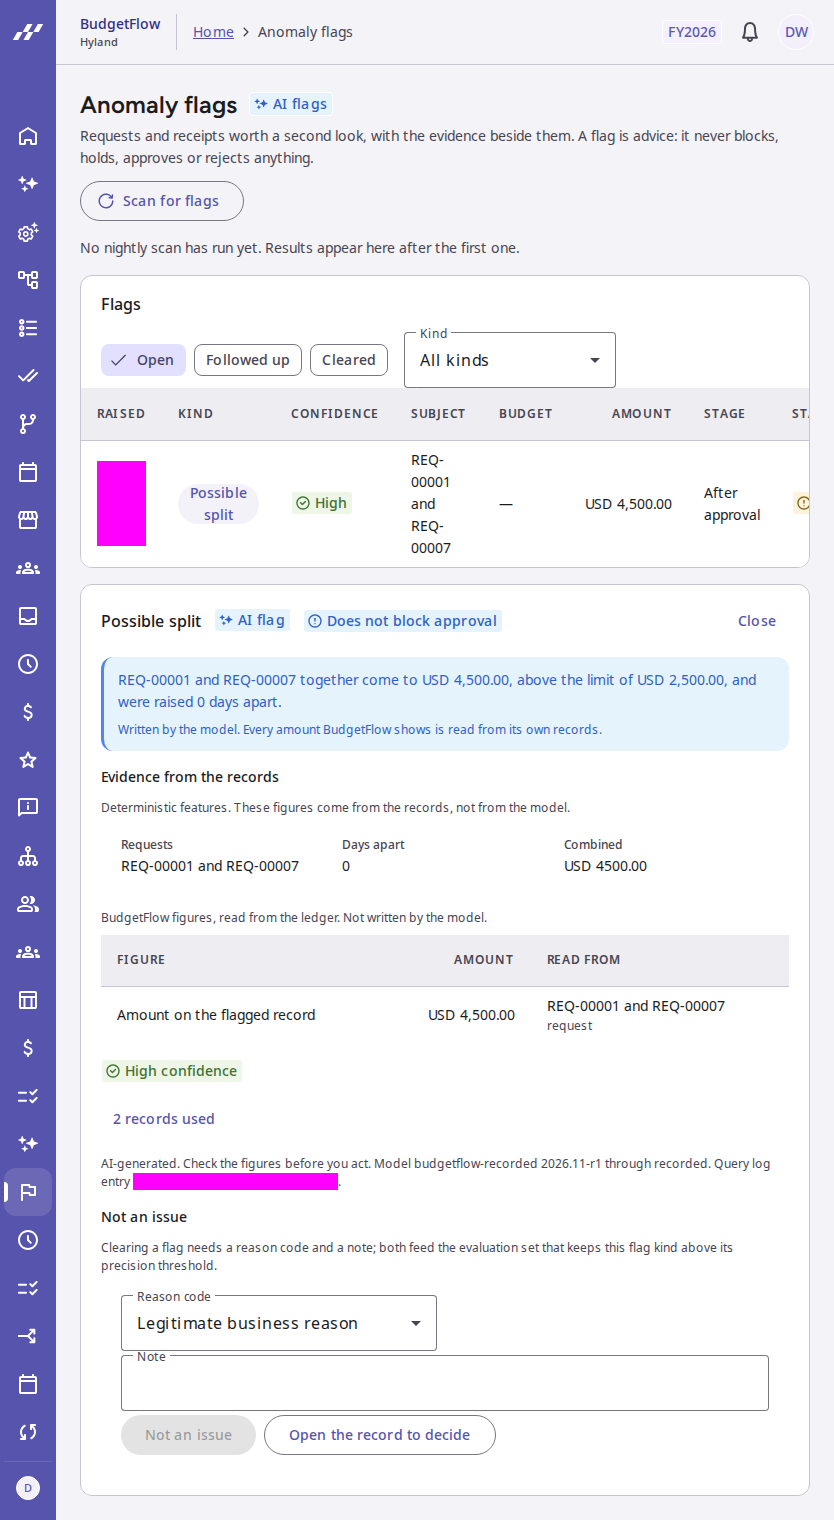 BudgetFlow
Hyland
Home > Anomaly flags
FY2026
DW
Anomaly flags
AI flags
Requests and receipts worth a second look, with the evidence beside them. A flag is advice: it never blocks,
holds, approves or rejects anything.
Scan for flags
No nightly scan has run yet. Results appear here after the first one.
Flags
Open
Followed up
Cleared
Kind
All kinds
RAISED KIND CONFIDENCE SUBJECT BUDGET AMOUNT STAGE
Possible
split
High
REQ-
00001
and
REQ-
00007
—
USD 4,500.00
After
approval
Possible split
AI flag
Does not block approval
Close
REQ-00001 and REQ-00007 together come to USD 4,500.00, above the limit of USD 2,500.00, and
were raised 0 days apart.
Written by the model. Every amount BudgetFlow shows is read from its own records.
Evidence from the records
Deterministic features. These figures come from the records, not from the model.
Requests Days apart Combined
REQ-00001 and REQ-00007 0 USD 4500.00
BudgetFlow figures, read from the ledger. Not written by the model.
FIGURE AMOUNT READ FROM
Amount on the flagged record USD 4,500.00 REQ-00001 and REQ-00007
request
High confidence
2 records used
AI-generated. Check the figures before you act. Model budgetflow-recorded 2026.11-r1 through recorded. Query log
entry .
Not an issue
Clearing a flag needs a reason code and a note; both feed the evaluation set that keeps this flag kind above its
precision threshold.
Reason code
Legitimate business reason
Note
Not an issue
Open the record to decide
D